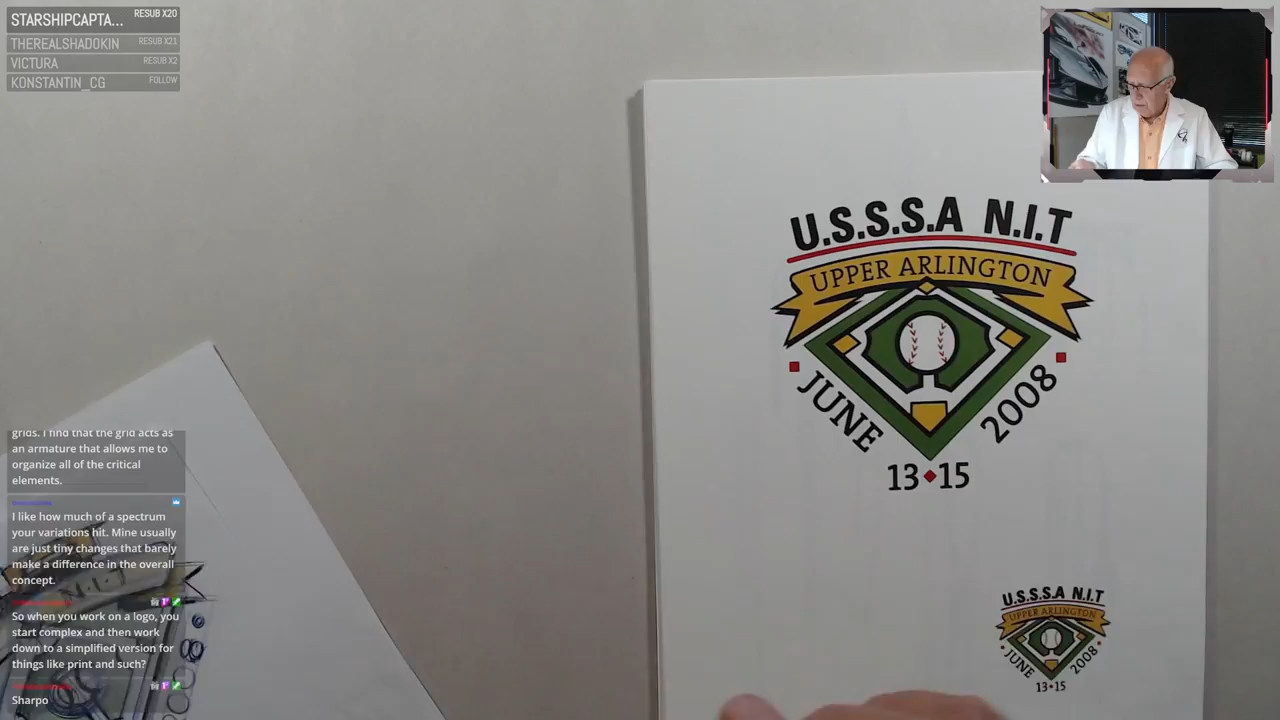 STARSHIPCAPTA... RESUB X20
THEREALSHADOKIN RESUB X21
VICTURA RESUB X2
KONSTANTIN_CG FOLLOW
U.S.S.S.A N.I.T
UPPER ARLINGTON
JUNE 2008
13 15
grids. I find that the grid acts as
an armature that allows me to
organize all of the critical
elements.
I like how much of a spectrum
your variations hit. Mine usually
are just tiny changes that barely
make a difference in the overall
concept.
So when you work on a logo, you
start complex and then work
down to a simplified version for
things like print and such?
Sharpo
U.S.S.S.A N.I.T
UPPER ARLINGTON
JUNE 2008
13 15